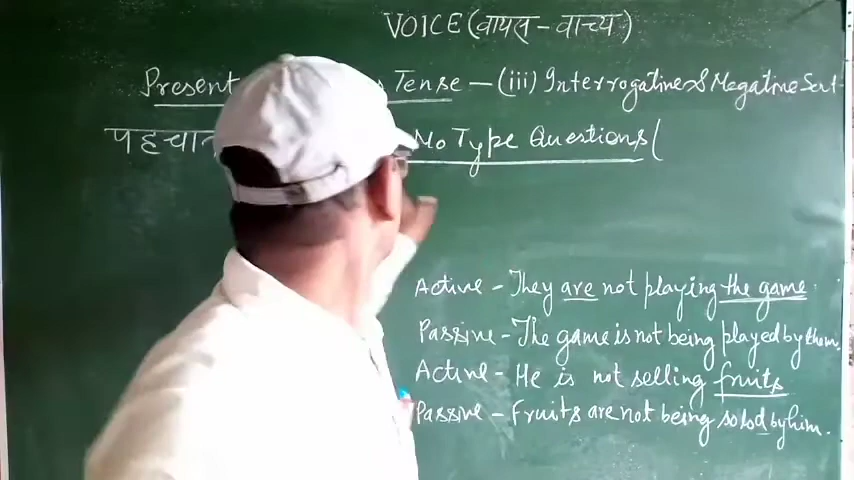 VOICE (वायस - वाच्य)
Present Tense - (iii) Interrogative & Negative Sent
No Type Questions (
Active - They are not playing the game.
Passive - The game is not being played by them.
Active - He is not selling fruits
Passive - Fruits are not being solod by him.